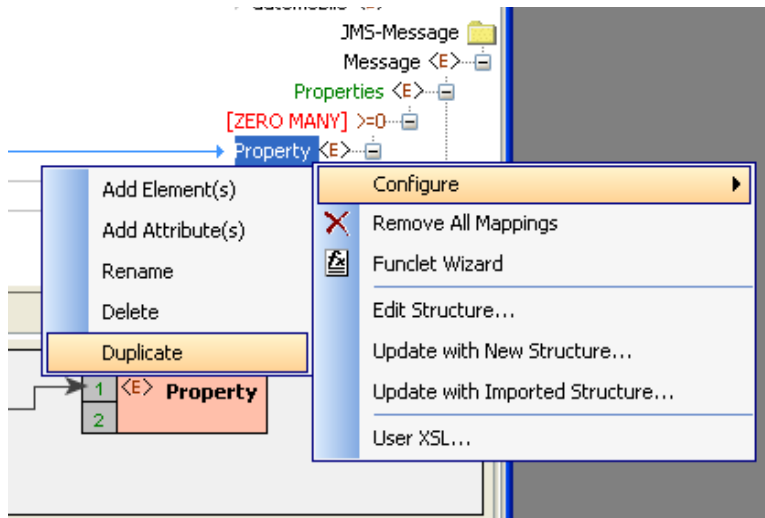 JMS-Message
Message <E>
Properties <E>
[ZERO MANY] >=0
Property <E>
Configure
Remove All Mappings
Funclet Wizard
Edit Structure...
Update with New Structure...
Update with Imported Structure...
User XSL...
Add Element(s)
Add Attribute(s)
Rename
Delete
Duplicate
1 <E> Property
2